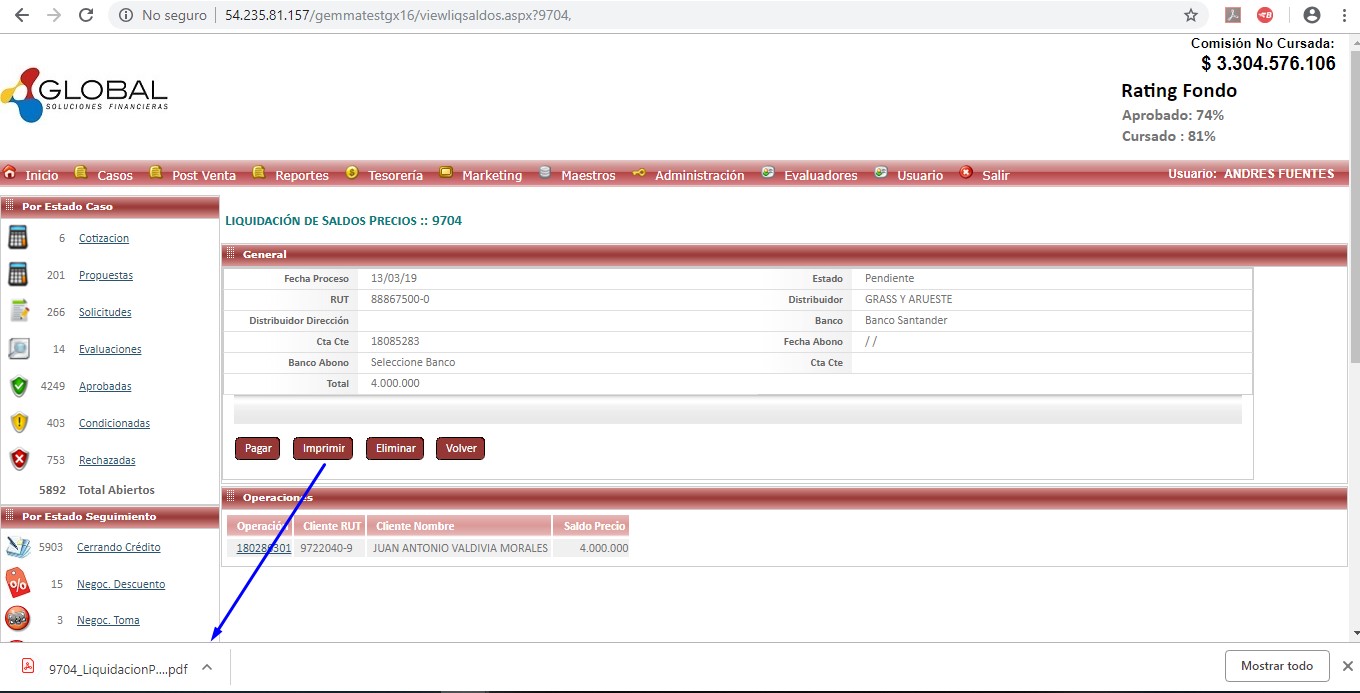 No seguro | 54.235.81.157/gemmatestgx16/viewliqsaldos.aspx?9704,
Comisión No Cursada:
$ 3.304.576.106
Rating Fondo
Aprobado: 74%
Cursado : 81%
GLOBAL
SOLUCIONES FINANCIERAS
Inicio Casos Post Venta Reportes Tesorería Marketing Maestros Administración Evaluadores Usuario Salir Usuario: ANDRES FUENTES
Por Estado Caso
6 Cotizacion
201 Propuestas
266 Solicitudes
14 Evaluaciones
4249 Aprobadas
403 Condicionadas
753 Rechazadas
5892 Total Abiertos
Por Estado Seguimiento
5903 Cerrando Crédito
15 Negoc. Descuento
3 Negoc. Toma
LIQUIDACIÓN DE SALDOS PRECIOS :: 9704
General
Fecha Proceso 13/03/19 Estado Pendiente
RUT 88867500-0 Distribuidor GRASS Y ARUESTE
Distribuidor Dirección Banco Banco Santander
Cta Cte 18085283 Fecha Abono / /
Banco Abono Seleccione Banco Cta Cte
Total 4.000.000
Pagar Imprimir Eliminar Volver
Operaciones
Operación Cliente RUT Cliente Nombre Saldo Precio
180286301 9722040-9 JUAN ANTONIO VALDIVIA MORALES 4.000.000
9704_LiquidacionP....pdf Mostrar todo